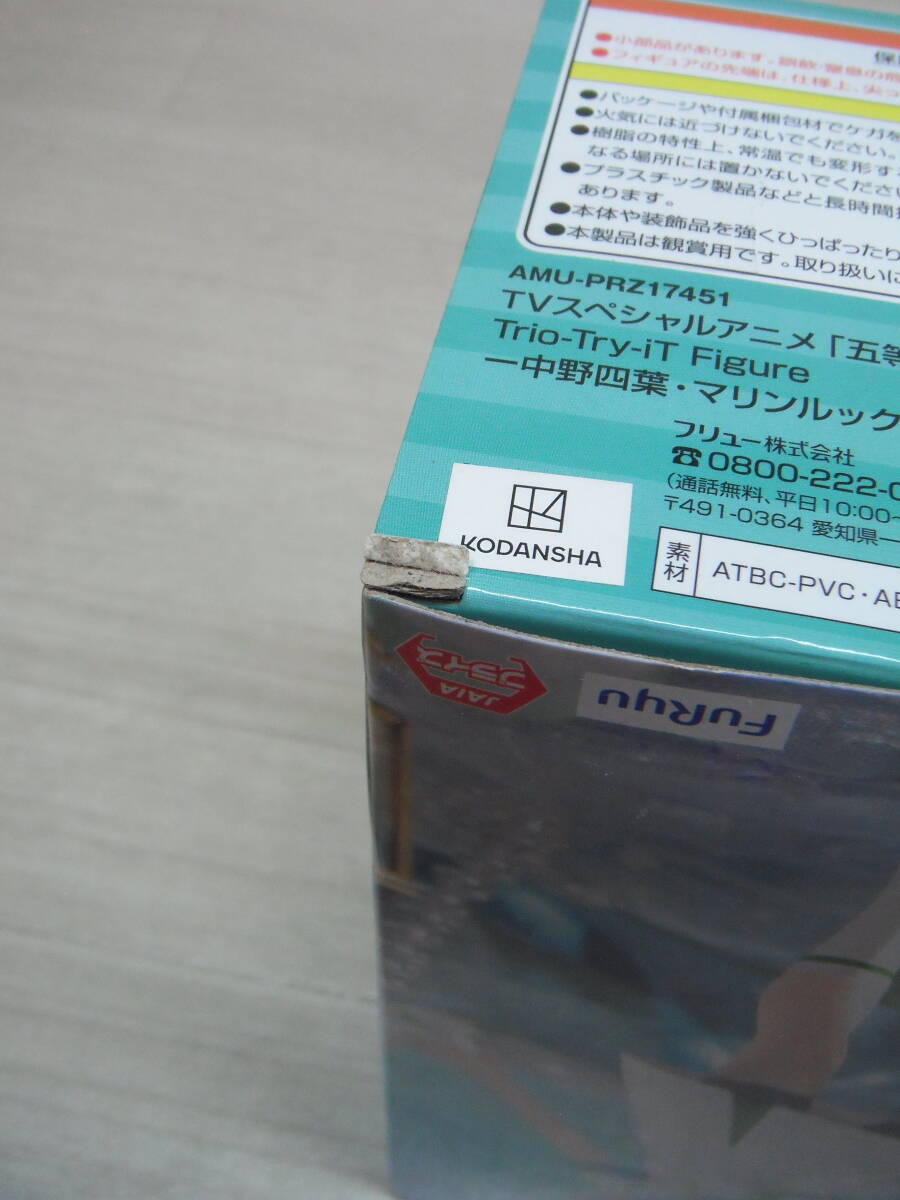 保
●小部品があります。誤飲・窒息の危
●フィギュアの先端は、仕様上、尖っ
●パッケージや付属梱包材でケガを
●火気には近づけないでください。
●樹脂の特性上、常温でも変形する
なる場所には置かないでください
●プラスチック製品などと長時間接
あります。
●本体や装飾品を強くひっぱったり
●本製品は観賞用です。取り扱いに
AMU-PRZ17451
TVスペシャルアニメ「五等
Trio-Try-iT Figure
ー中野四葉・マリンルック
フリュー株式会社
☎0800-222-0
(通話無料、平日10:00~
〒491-0364 愛知県一
KODANSHA
素材
ATBC-PVC・AB
JAIA
プライズ
FuRyu